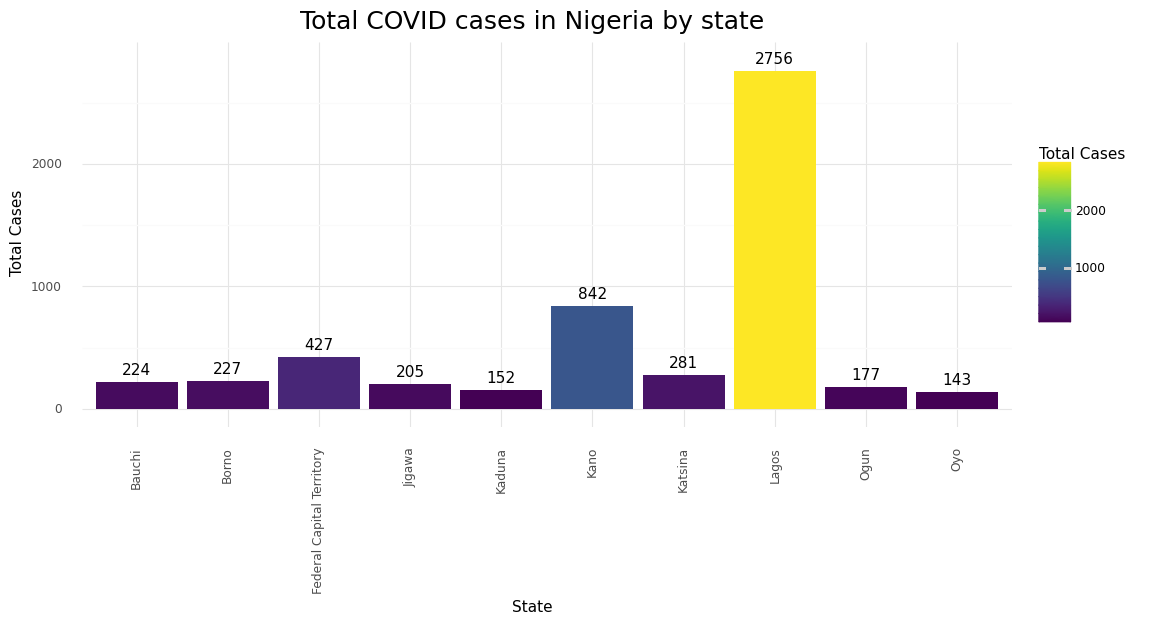 Total COVID cases in Nigeria by state
Total Cases
2000
1000
0
224
227
427
205
152
842
281
2756
177
143
Bauchi
Borno
Federal Capital Territory
Jigawa
Kaduna
Kano
Katsina
Lagos
Ogun
Oyo
State
Total Cases
2000
1000